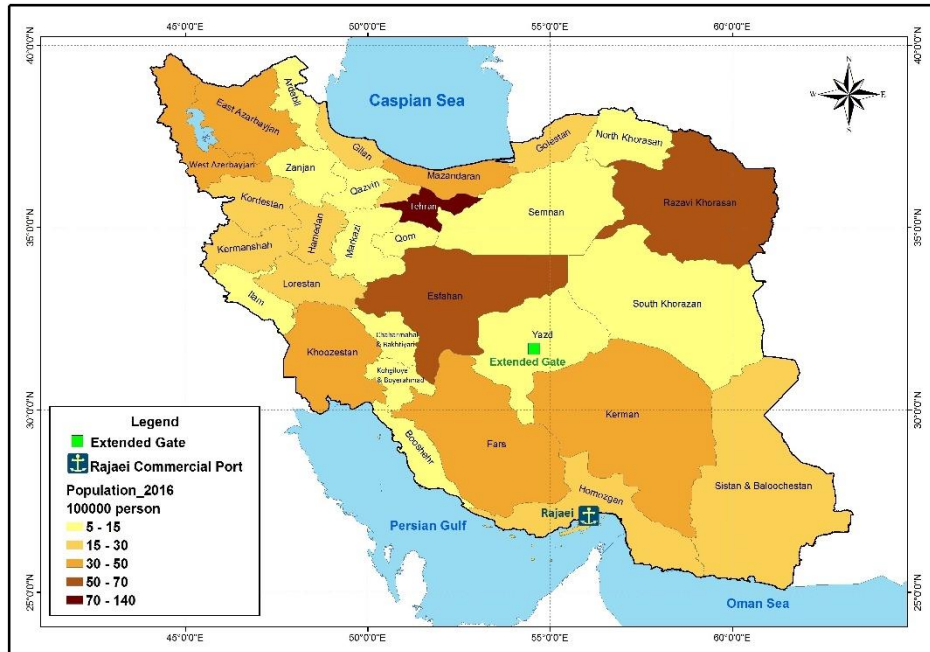 45°0'0"E
50°0'0"E
55°0'0"E
60°0'0"E
40°0'0"N
40°0'0"N
Caspian Sea
N
W
E
S
Ardebil
East Azarbayjan
Gilan
Golestan
North Khorasan
West Azerbayjan
Zanjan
Qazvin
Mazandaran
Tehran
Razavi Khorasan
Kordestan
Semnan
35°0'0"N
35°0'0"N
Hamedan
Markazi
Qom
Kermanshah
Lorestan
Esfahan
South Khorazan
Ilam
Chaharmahal
& Bakhtiyari
Yazd
Extended Gate
Khoozestan
Kohgiloye
& Boyerahmad
30°0'0"N
30°0'0"N
Kerman
Fars
Booshehr
Sistan & Baloochestan
Homozgan
Rajaei
Persian Gulf
Oman Sea
25°0'0"N
25°0'0"N
Legend
Extended Gate
Rajaei Commercial Port
Population_2016
100000 person
5 - 15
15 - 30
30 - 50
50 - 70
70 - 140
45°0'0"E
50°0'0"E
55°0'0"E
60°0'0"E